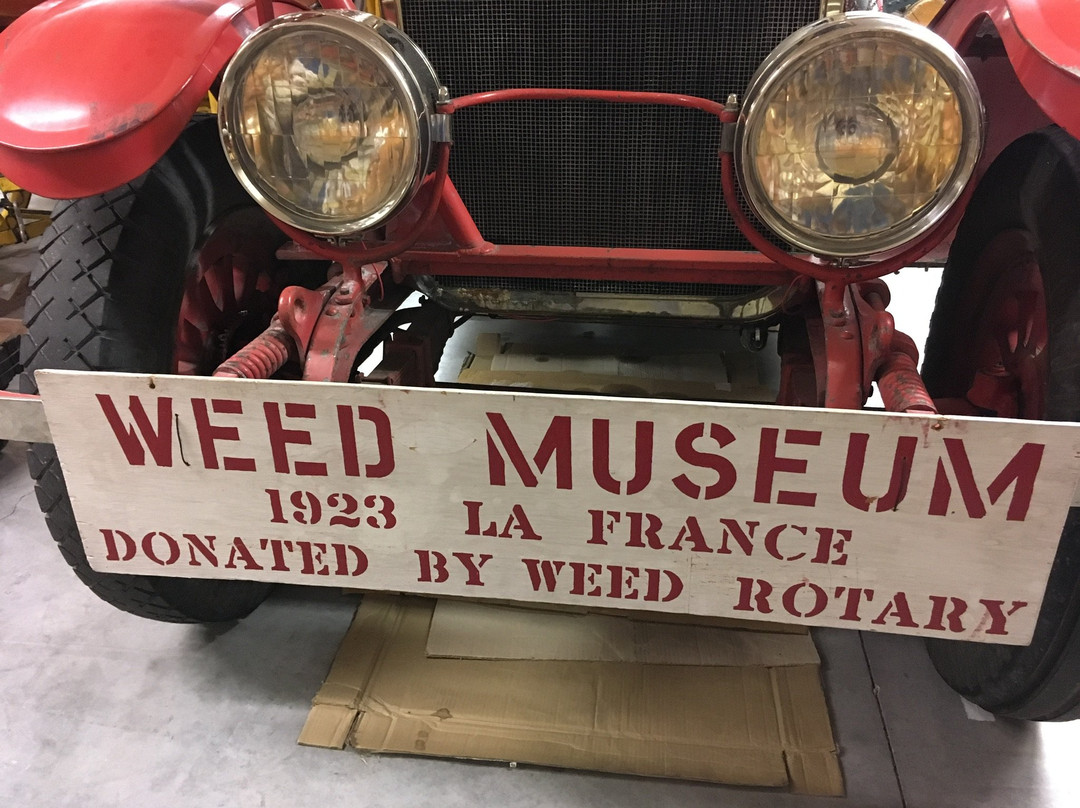 WEED MUSEUM
1923 LA FRANCE
DONATED BY WEED ROTARY